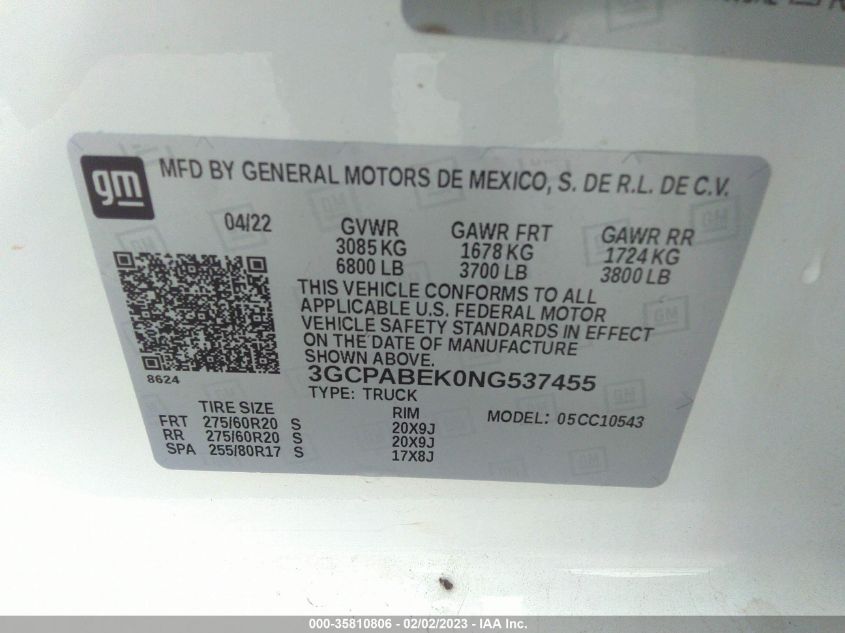 gm
MFD BY GENERAL MOTORS DE MEXICO, S. DE R.L. DE C.V.
04/22 GVWR GAWR FRT GAWR RR
3085 KG 1678 KG 1724 KG
6800 LB 3700 LB 3800 LB
THIS VEHICLE CONFORMS TO ALL
APPLICABLE U.S. FEDERAL MOTOR
VEHICLE SAFETY STANDARDS IN EFFECT
ON THE DATE OF MANUFACTURE
SHOWN ABOVE.
8624
3GCPABEK0NG537455
TYPE: TRUCK
TIRE SIZE RIM MODEL: 05CC10543
FRT 275/60R20 S 20X9J
RR 275/60R20 S 20X9J
SPA 255/80R17 S 17X8J
000-35810806 - 02/02/2023 - IAA Inc.